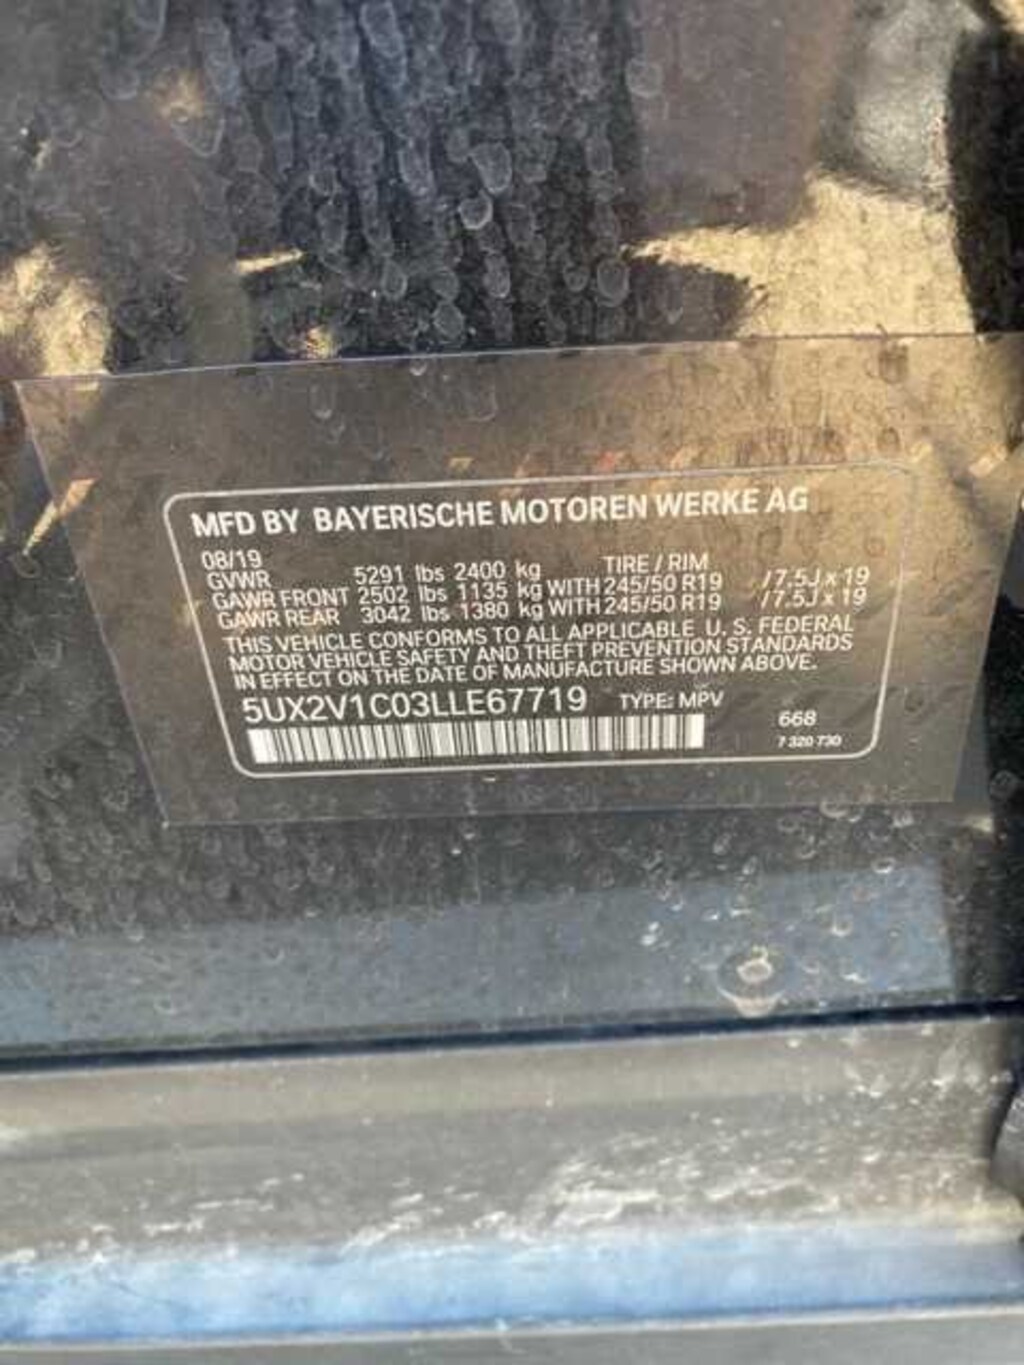 MFD BY BAYERISCHE MOTOREN WERKE AG
08/19 TIRE / RIM
GVWR 5291 lbs 2400 kg
GAWR FRONT 2502 lbs 1135 kg WITH 245/50 R19 / 7.5J x 19
GAWR REAR 3042 lbs 1380 kg WITH 245/50 R19 / 7.5J x 19
THIS VEHICLE CONFORMS TO ALL APPLICABLE U. S. FEDERAL
MOTOR VEHICLE SAFETY AND THEFT PREVENTION STANDARDS
IN EFFECT ON THE DATE OF MANUFACTURE SHOWN ABOVE.
5UX2V1C03LLE67719 TYPE: MPV
668
7 320 730